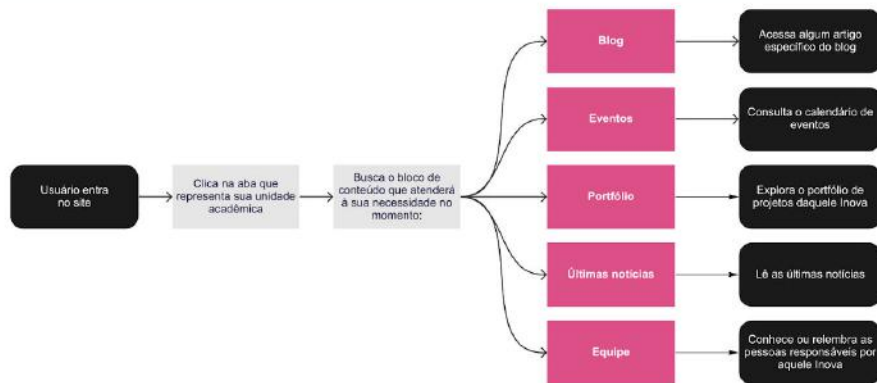 Usuário entra
no site
Clica na aba que
representa sua unidade
acadêmica
Busca o bloco de
conteúdo que atenderá
à sua necessidade no
momento:
Blog
Acessa algum artigo
específico do blog
Eventos
Consulta o calendário de
eventos
Portfólio
Explora o portfólio de
projetos daquele Inova
Últimas notícias
Lê as últimas notícias
Equipe
Conhece ou relembra as
pessoas responsáveis por
aquele Inova